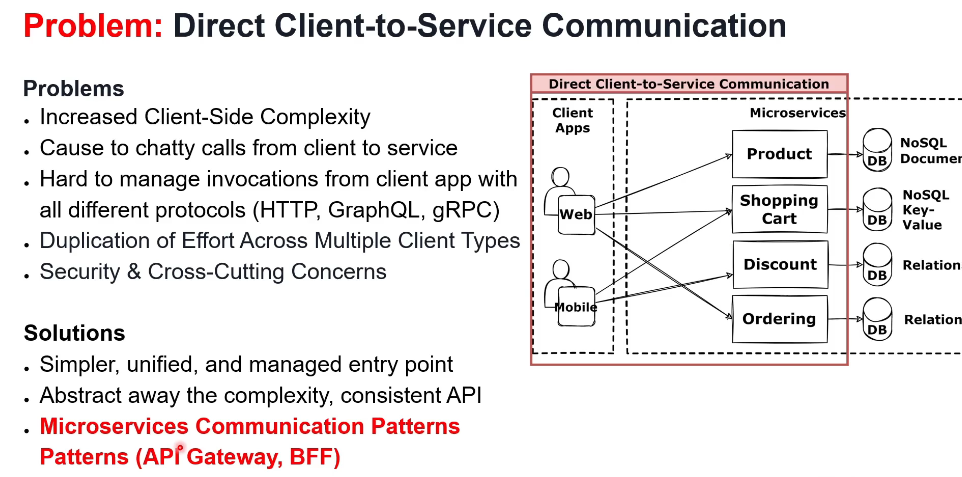 Problem: Direct Client-to-Service Communication
Problems
. Increased Client-Side Complexity
. Cause to chatty calls from client to service
. Hard to manage invocations from client app with
all different protocols (HTTP, GraphQL, gRPC)
. Duplication of Effort Across Multiple Client Types
. Security & Cross-Cutting Concerns
Solutions
. Simpler, unified, and managed entry point
. Abstract away the complexity, consistent API
. Microservices Communication Patterns
Patterns (API Gateway, BFF)
Direct Client-to-Service Communication
Client
Apps
Microservices
Web
Mobile
Product
Shopping
Cart
Discount
Ordering
DB
NoSQL
Documen
DB
NoSQL
Key-
Value
DB
Relation
DB
Relation